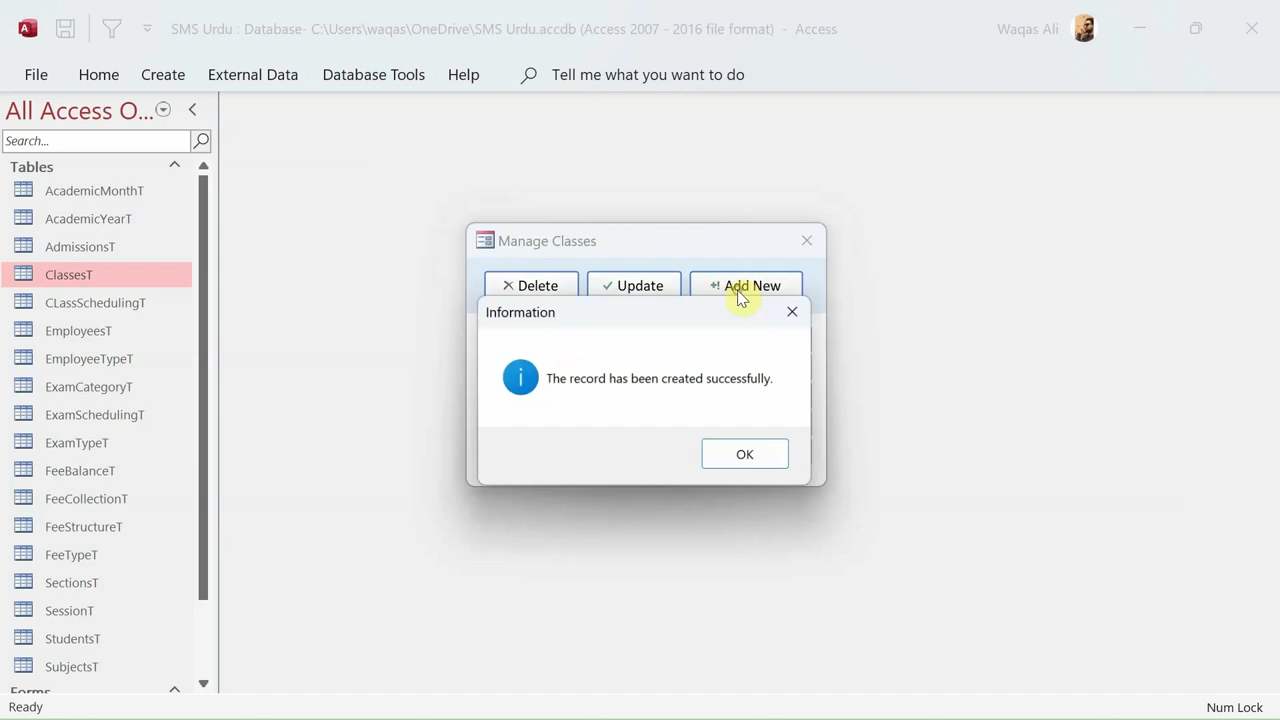 SMS Urdu : Database- C:\Users\waqas\OneDrive\SMS Urdu.accdb (Access 2007 - 2016 file format) - Access
Waqas Ali
File Home Create External Data Database Tools Help Tell me what you want to do
All Access O...
Search...
Tables
AcademicMonthT
AcademicYearT
AdmissionsT
ClassesT
CLassSchedulingT
EmployeesT
EmployeeTypeT
ExamCategoryT
ExamSchedulingT
ExamTypeT
FeeBalanceT
FeeCollectionT
FeeStructureT
FeeTypeT
SectionsT
SessionT
StudentsT
SubjectsT
Forms
Manage Classes
Delete Update Add New
Information
The record has been created successfully.
OK
Ready
Num Lock